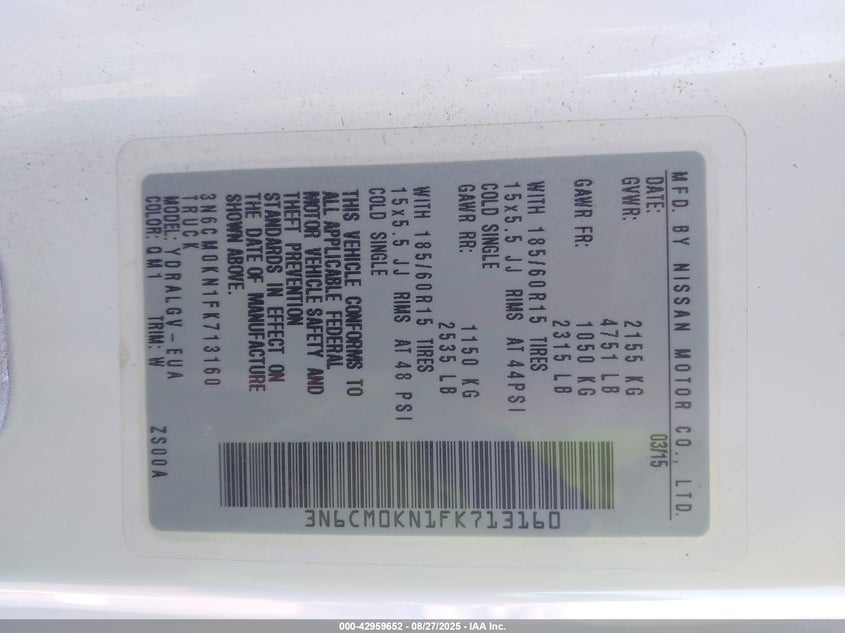 MFD. BY NISSAN MOTOR CO., LTD.
DATE: 03/15
GVWR: 2155 KG
4751 LB
GAWR FR: 1050 KG
2315 LB
WITH 185/60R15 TIRES
15x5.5 JJ RIMS AT 44PSI
COLD SINGLE
GAWR RR: 1150 KG
2535 LB
WITH 185/60R15 TIRES
15x5.5 JJ RIMS AT 48 PSI
COLD SINGLE
THIS VEHICLE CONFORMS TO
ALL APPLICABLE FEDERAL
MOTOR VEHICLE SAFETY AND
THEFT PREVENTION
STANDARDS IN EFFECT ON
THE DATE OF MANUFACTURE
SHOWN ABOVE.
3N6CM0KN1FK713160
TRUCK
MODEL: YDRALGV-EUA
COLOR: QM1 TRIM: W ZS00A
3N6CM0KN1FK713160
000-42959652 - 08/27/2025 - IAA Inc.